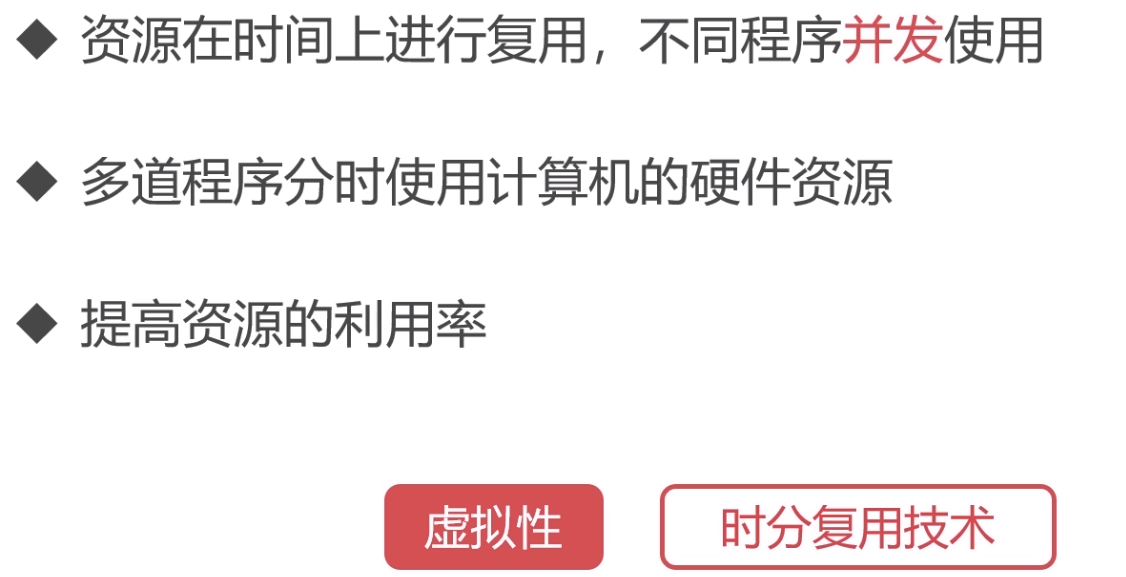 ◆ 资源在时间上进行复用，不同程序并发使用
◆ 多道程序分时使用计算机的硬件资源
◆ 提高资源的利用率
虚拟性 时分复用技术